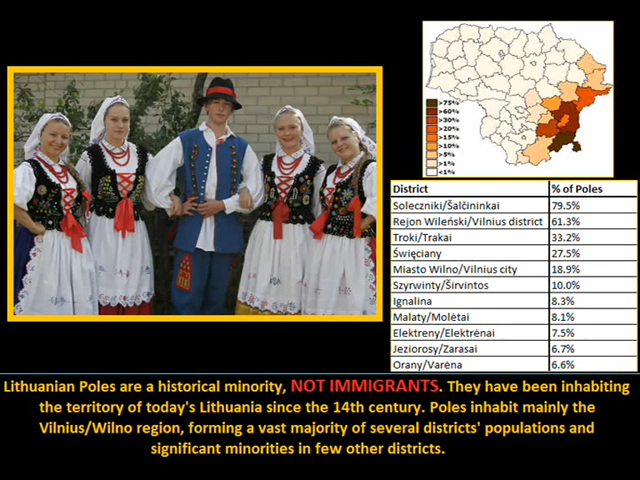 >75%
>60%
>30%
>20%
>15%
>10%
>5%
>1%
<1%
District % of Poles
Soleczniki/Šalčininkai 79.5%
Rejon Wileński/Vilnius district 61.3%
Troki/Trakai 33.2%
Święciany 27.5%
Miasto Wilno/Vilnius city 18.9%
Szyrwinty/Širvintos 10.0%
Ignalina 8.3%
Malaty/Molėtai 8.1%
Elektreny/Elektrėnai 7.5%
Jeziorosy/Zarasai 6.7%
Orany/Varėna 6.6%
Lithuanian Poles are a historical minority, NOT IMMIGRANTS. They have been inhabiting
the territory of today's Lithuania since the 14th century. Poles inhabit mainly the
Vilnius/Wilno region, forming a vast majority of several districts' populations and
significant minorities in few other districts.